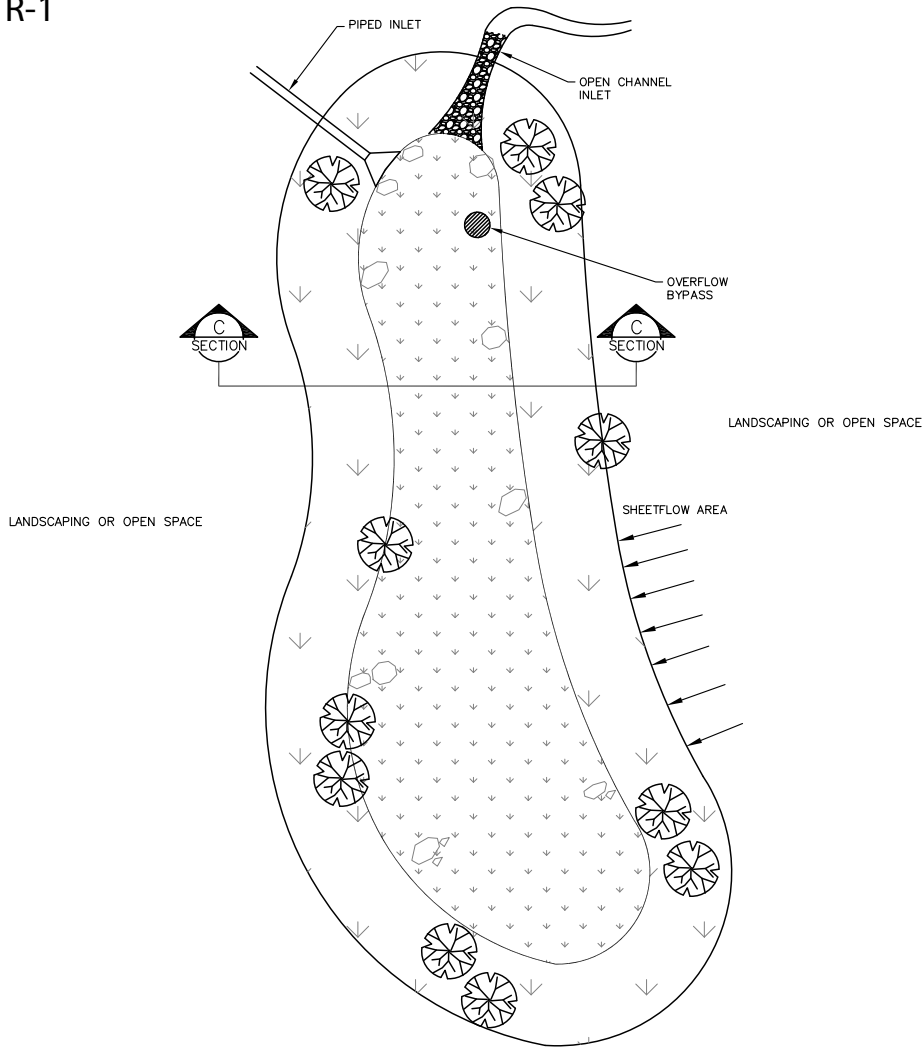 R-1
PIPED INLET
OPEN CHANNEL
INLET
OVERFLOW
BYPASS
C
SECTION
C
SECTION
LANDSCAPING OR OPEN SPACE
SHEETFLOW AREA
LANDSCAPING OR OPEN SPACE